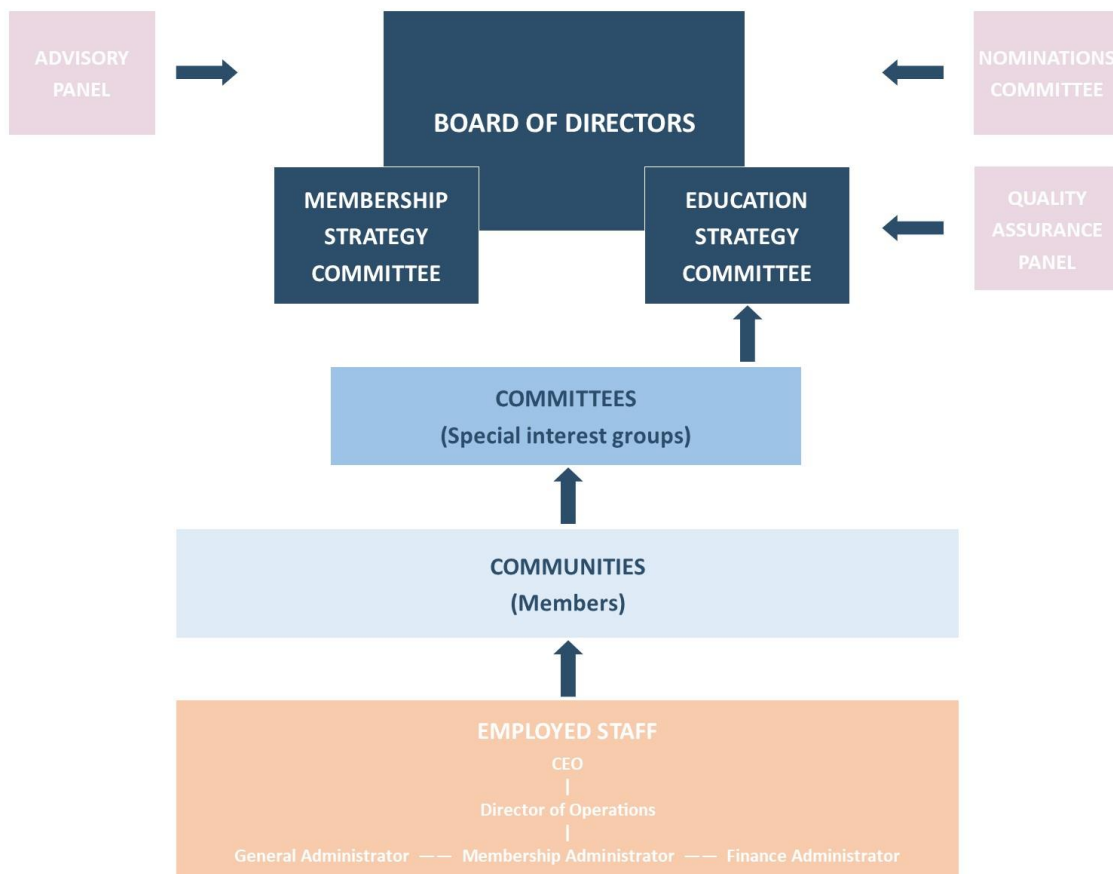 ADVISORY
PANEL
BOARD OF DIRECTORS
NOMINATIONS
COMMITTEE
MEMBERSHIP
STRATEGY
COMMITTEE
EDUCATION
STRATEGY
COMMITTEE
QUALITY
ASSURANCE
PANEL
COMMITTEES
(Special interest groups)
COMMUNITIES
(Members)
EMPLOYED STAFF
CEO
|
Director of Operations
|
General Administrator —— Membership Administrator —— Finance Administrator